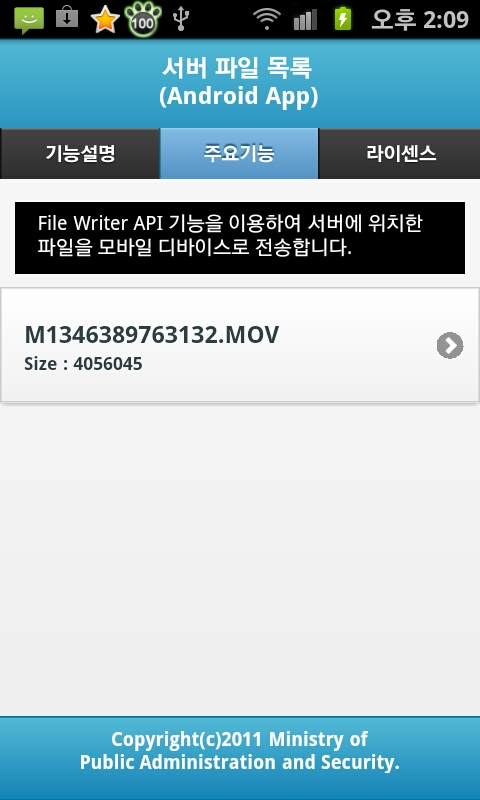 100
오후 2:09
서버 파일 목록
(Android App)
기능설명
주요기능
라이센스
File Writer API 기능을 이용하여 서버에 위치한
파일을 모바일 디바이스로 전송합니다.
M1346389763132.MOV
Size : 4056045
Copyright(c)2011 Ministry of
Public Administration and Security.